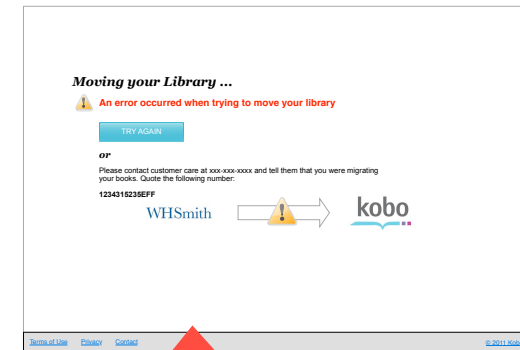 Moving your Library ...
An error occurred when trying to move your library
TRY AGAIN
or
Please contact customer care at xxx-xxx-xxxx and tell them that you were migrating
your books. Quote the following number:
1234315235EFF
WHSmith kobo
Terms of Use Privacy Contact © 2011 Kobo